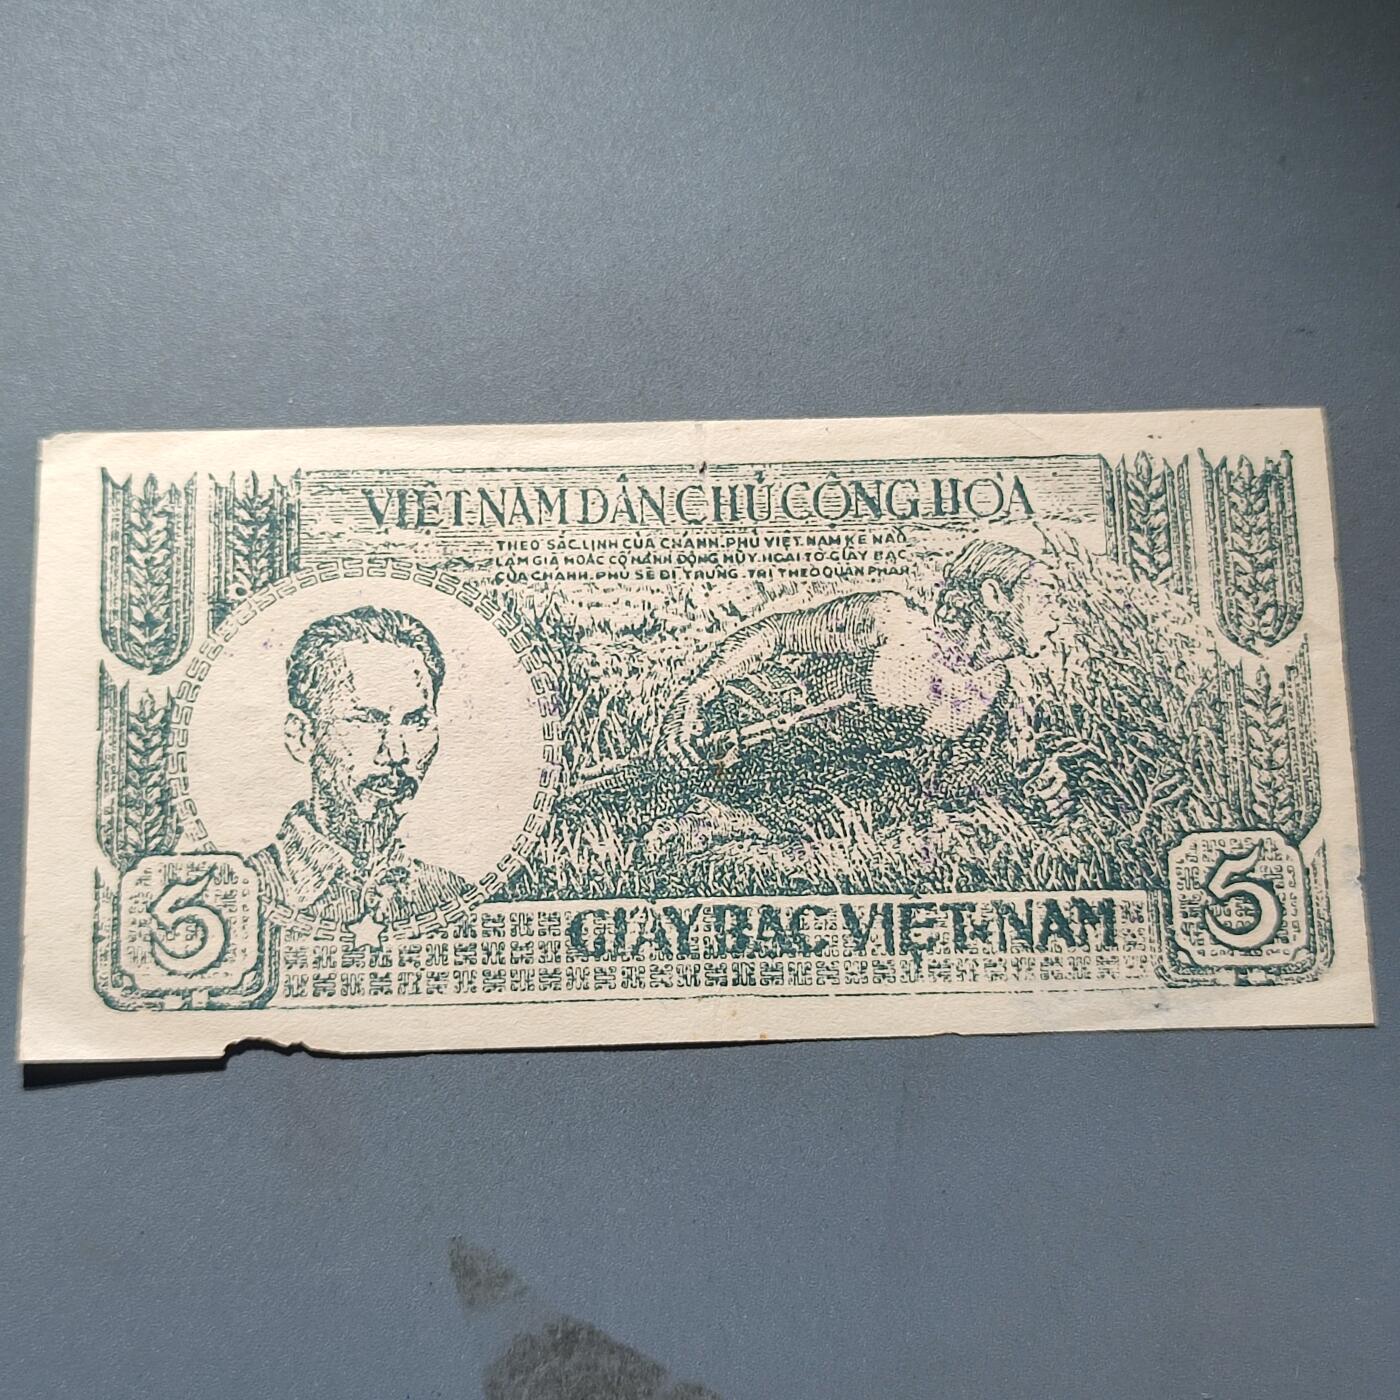 VIỆT NAM DÂN CHỦ CỘNG HÒA
THEO SẮC LỊNH CỦA CHÁNH PHỦ VIỆT NAM KẺ NÀO
LÀM GIẢ HOẶC CÓ HÀNH ĐỘNG HỦY HOẠI TỜ GIẤY BẠC
CỦA CHÁNH PHỦ SẼ BỊ TRỪNG TRỊ THEO QUÂN PHÁP
5
GIẤY BẠC VIỆT-NAM
5